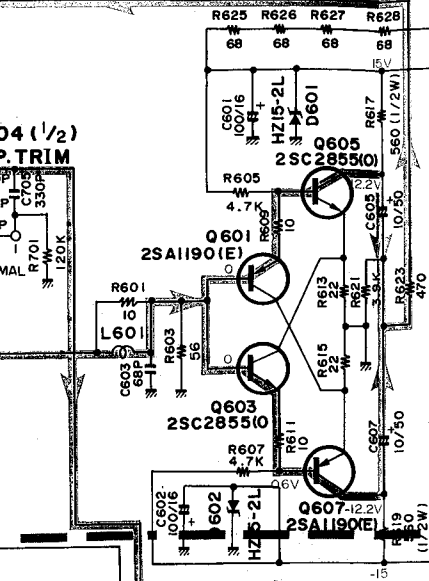 R625 R626 R627 R628
68 68 68 68
15V
C601
100/16
+
HZ15-2L
D601
R617
560 (1/2W)
04 (1/2)
P. TRIM
Q605
2SC2855(O)
12.2V
C70
330P
R605
4.7K
R609
10
C605
10/50
+
Q601
2SA1190(E)
R701
120K
1
MAL
R601
10
L601
0
R613
22
R621
3.9K
R623
470
R603
56
C603
68P
0
R615
22
Q603
2SC2855(O
R611
10
C607
10/50
+
R607
4.7K
0.6V
C602
100/16
+
602
-2L
Q607
-12.2V
2SA1190(E)
19
(1/2W)
-15